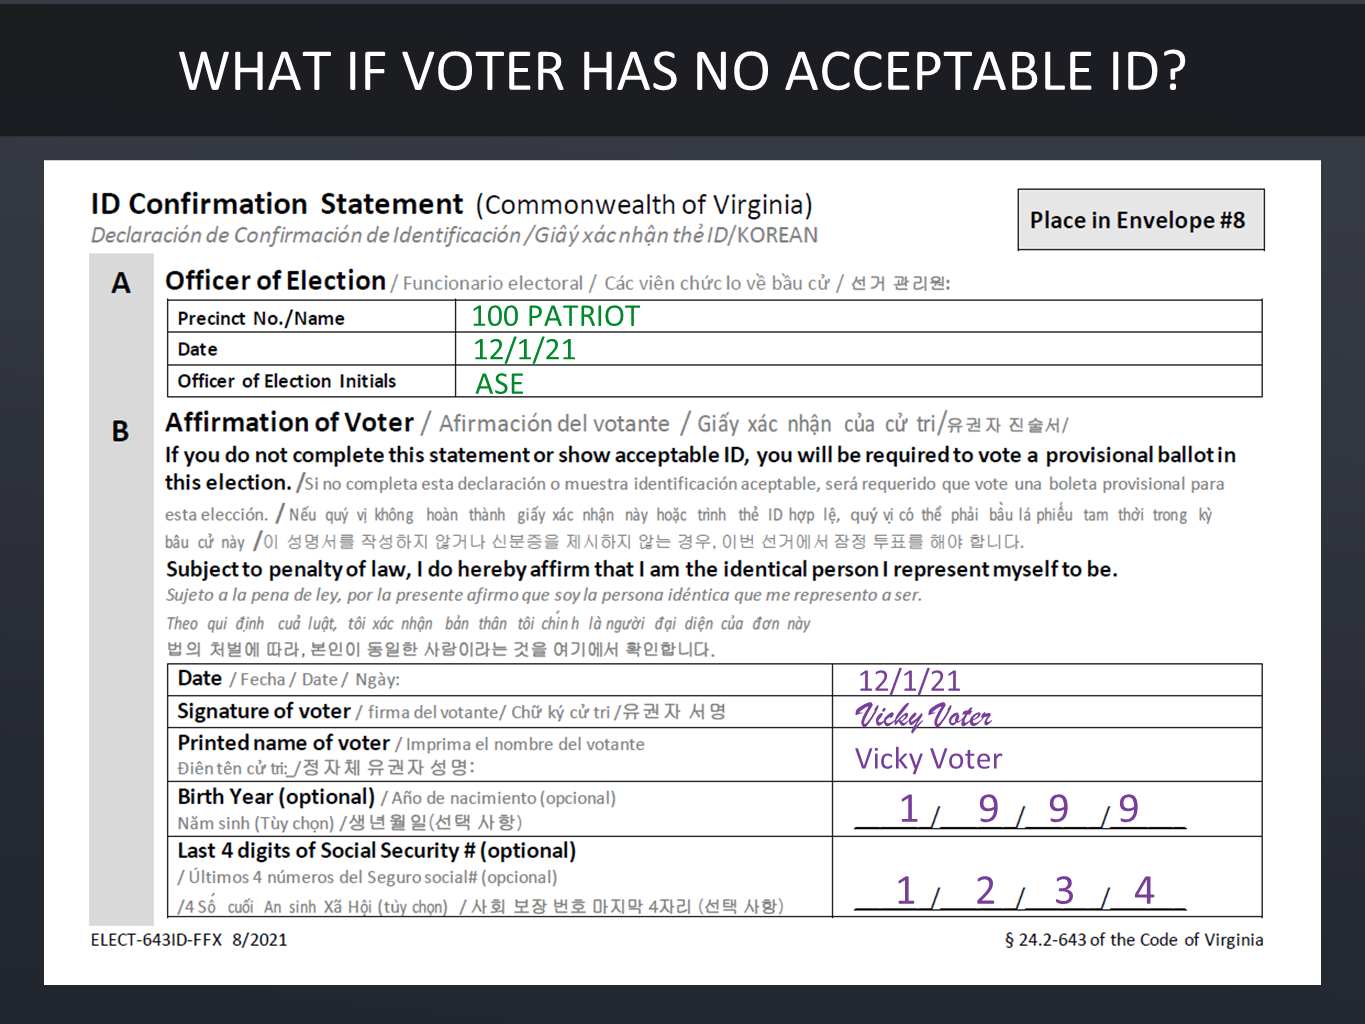 WHAT IF VOTER HAS NO ACCEPTABLE ID?
ID Confirmation Statement (Commonwealth of Virginia)
Place in Envelope #8
Declaración de Confirmación de Identificación /Giâý xác nhận thẻ ID/KOREAN
A
Officer of Election / Funcionario electoral / Các viên chức lo về bầu cử / 선거 관리원:
Precinct No./Name 100 PATRIOT
Date 12/1/21
Officer of Election Initials ASE
B
Affirmation of Voter / Afirmación del votante / Giấy xác nhận của cử tri/유권자 진술서/
If you do not complete this statement or show acceptable ID, you will be required to vote a provisional ballot in
this election. /Si no completa esta declaración o muestra identificación aceptable, será requerido que vote una boleta provisional para
esta elección. / Nếu quý vị không hoàn thành giấy xác nhận này hoặc trình thẻ ID hợp lệ, quý vị có thể phải bầu lá phiếu tam thời trong kỳ
bâu cử này /이 성명서를 작성하지 않거나 신분증을 제시하지 않는 경우, 이번 선거에서 잠정 투표를 해야 합니다.
Subject to penalty of law, I do hereby affirm that I am the identical person I represent myself to be.
Sujeto a la pena de ley, por la presente afirmo que soy la persona idéntica que me represento a ser.
Theo qui định cuả luật, tôi xác nhận bản thân tôi chính là người đại diện của đơn này
법의 처벌에 따라, 본인이 동일한 사람이라는 것을 여기에서 확인합니다.
Date / Fecha / Date / Ngày: 12/1/21
Signature of voter / firma del votante/ Chữ ký cử tri /유권자 서명 Vicky Voter
Printed name of voter / Imprima el nombre del votante
Điên tên cử tri:_/정자체 유권자 성명: Vicky Voter
Birth Year (optional) / Año de nacimiento (opcional)
Năm sinh (Tùy chọn) /생년월일(선택 사항) 1 / 9 / 9 / 9
Last 4 digits of Social Security # (optional)
/ Últimos 4 números del Seguro social# (opcional)
/4 Số cuối An sinh Xã Hội (tùy chọn) / 사회 보장 번호 마지막 4자리 (선택 사항) 1 / 2 / 3 / 4
ELECT-643ID-FFX 8/2021
§ 24.2-643 of the Code of Virginia